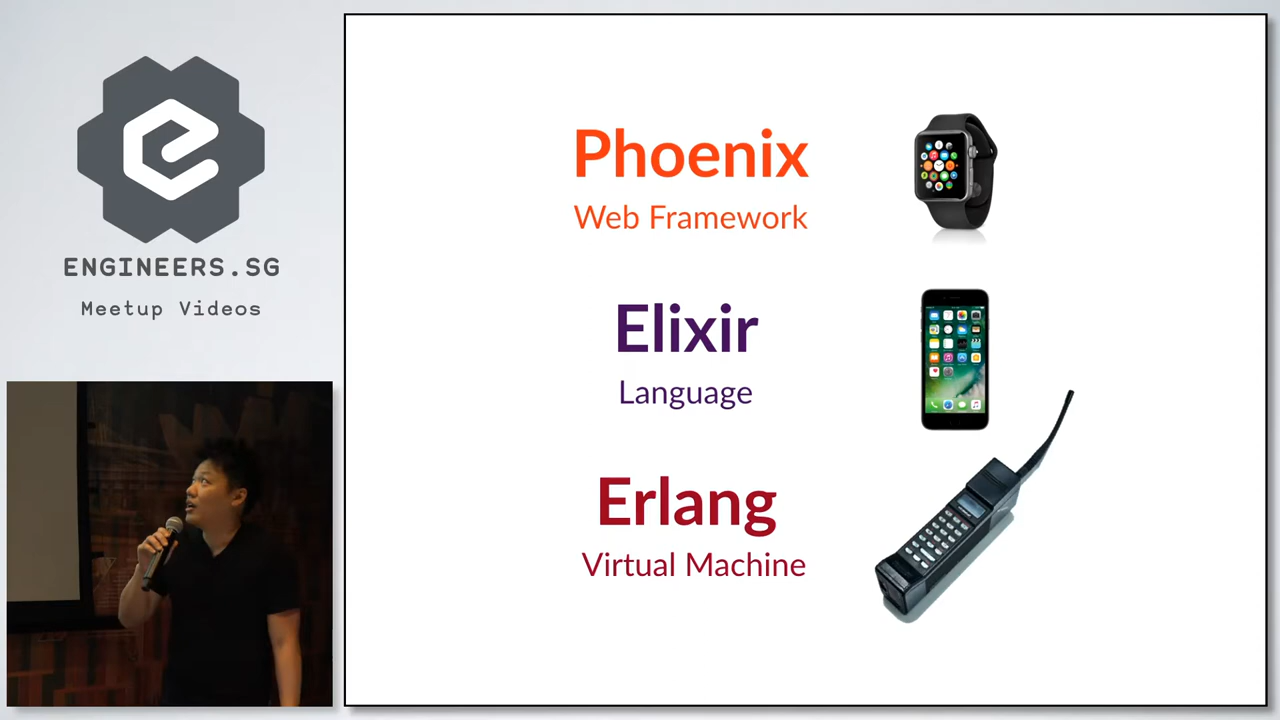 ENGINEERS.SG
Meetup Videos
Phoenix
Web Framework
Elixir
Language
Erlang
Virtual Machine